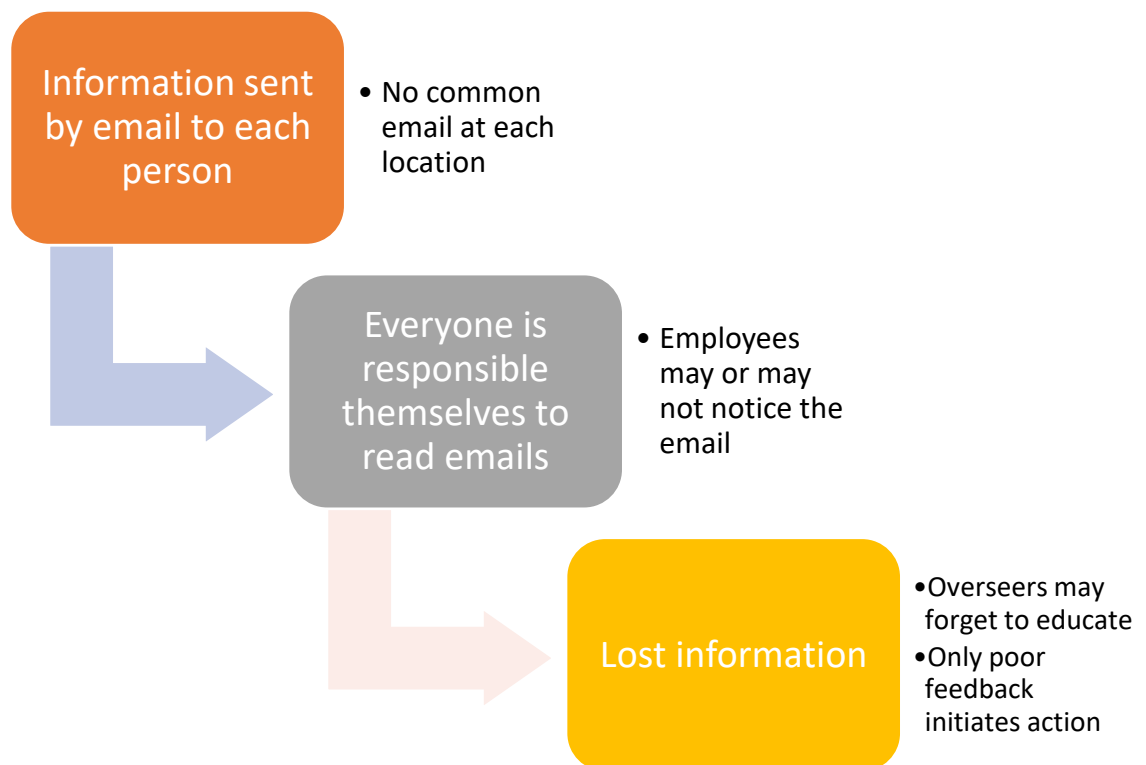 Information sent
by email to each
person
• No common
email at each
location
Everyone is
responsible
themselves to
read emails
• Employees
may or may
not notice the
email
Lost information
•Overseers may
forget to educate
•Only poor
feedback
initiates action